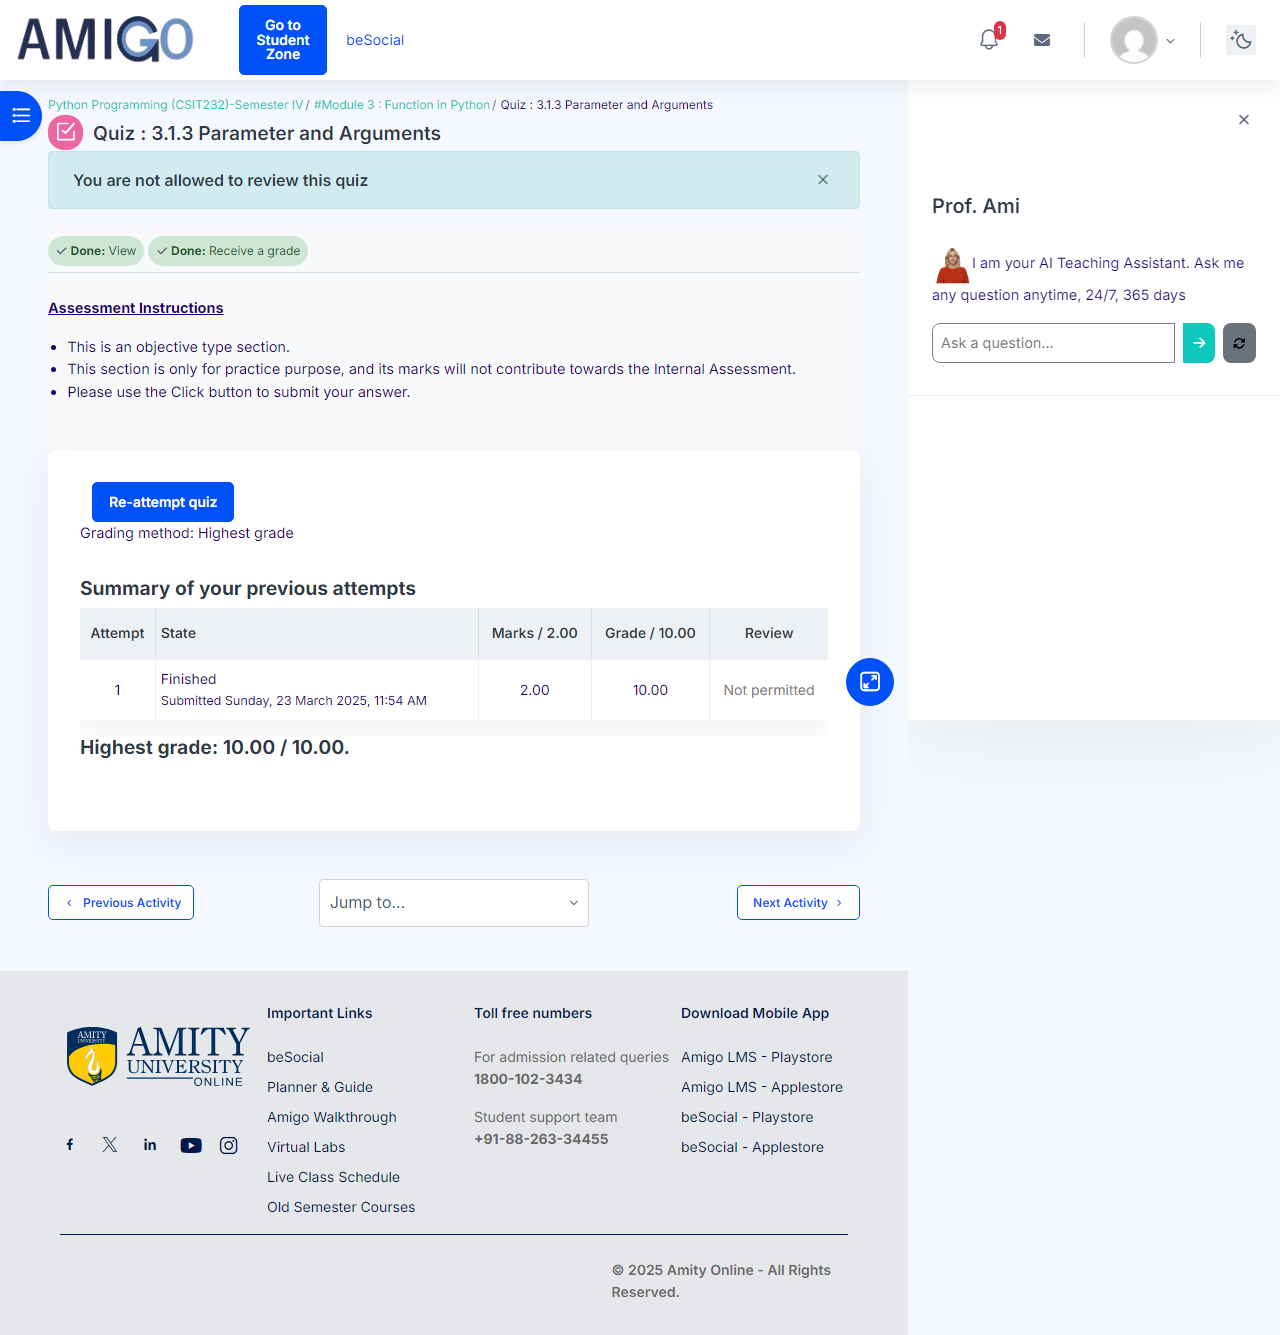 AMIGO
Go to
Student
Zone
beSocial
1
Python Programming (CSIT232)-Semester IV / #Module 3 : Function in Python / Quiz : 3.1.3 Parameter and Arguments
Quiz : 3.1.3 Parameter and Arguments
You are not allowed to review this quiz
Done: View
Done: Receive a grade
Assessment Instructions
This is an objective type section.
This section is only for practice purpose, and its marks will not contribute towards the Internal Assessment.
Please use the Click button to submit your answer.
Re-attempt quiz
Grading method: Highest grade
Summary of your previous attempts
Attempt State Marks / 2.00 Grade / 10.00 Review
1 Finished 2.00 10.00 Not permitted
Submitted Sunday, 23 March 2025, 11:54 AM
Highest grade: 10.00 / 10.00.
Previous Activity
Jump to...
Next Activity
Prof. Ami
I am your AI Teaching Assistant. Ask me
any question anytime, 24/7, 365 days
Ask a question...
AMITY
UNIVERSITY
AMITY
UNIVERSITY
ONLINE
Important Links
beSocial
Planner & Guide
Amigo Walkthrough
Virtual Labs
Live Class Schedule
Old Semester Courses
Toll free numbers
For admission related queries
1800-102-3434
Student support team
+91-88-263-34455
Download Mobile App
Amigo LMS - Playstore
Amigo LMS - Applestore
beSocial - Playstore
beSocial - Applestore
© 2025 Amity Online - All Rights
Reserved.